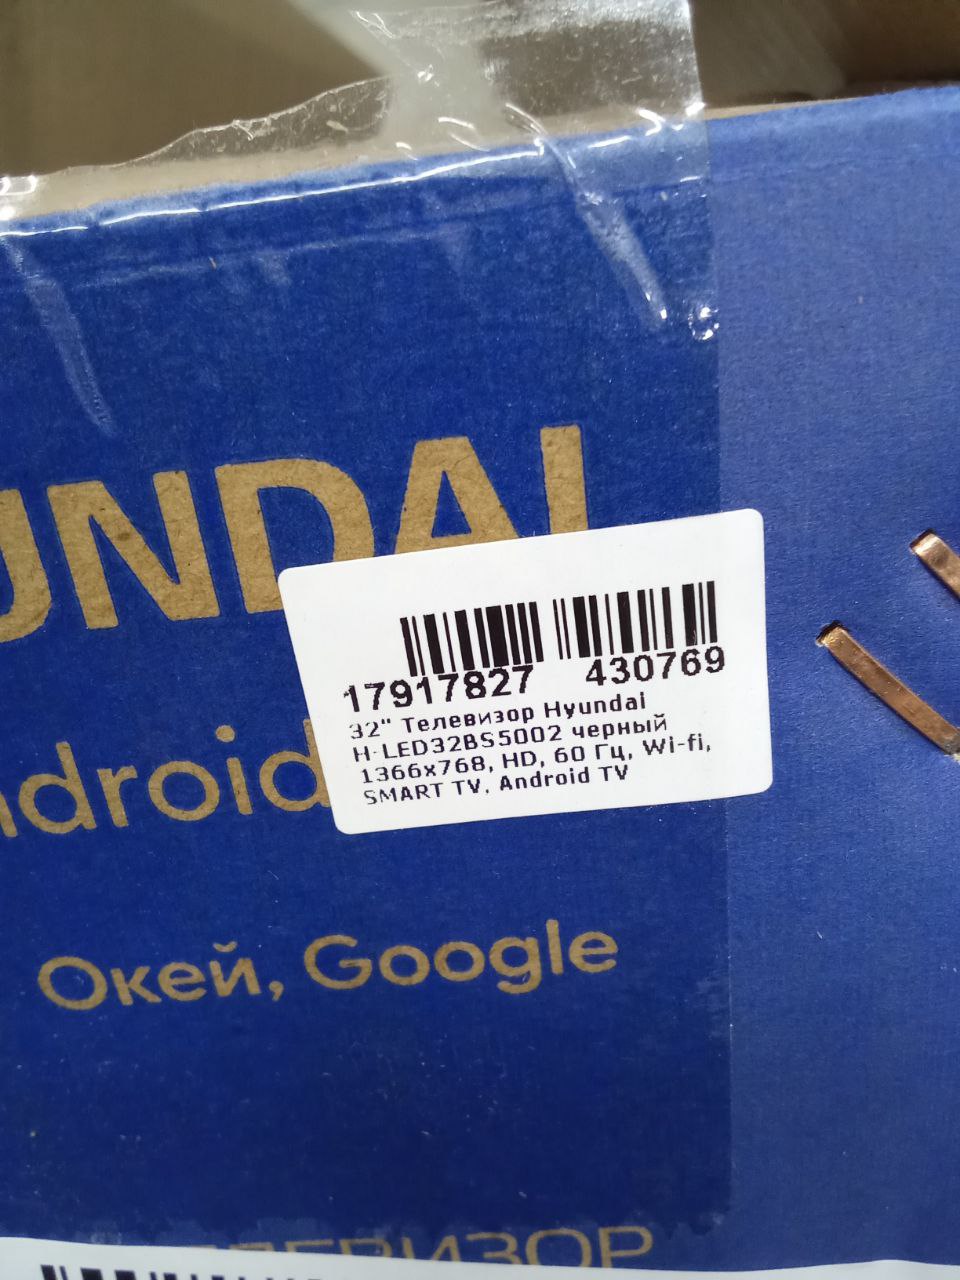 UNDAI
17917827 430769
32" Телевизор Hyundai
H-LED32BS5002 черный
1366x768, HD, 60 Гц, Wi-fi,
SMART TV, Android TV
ndroid
Окей, Google
ТЕЛЕВИЗОР